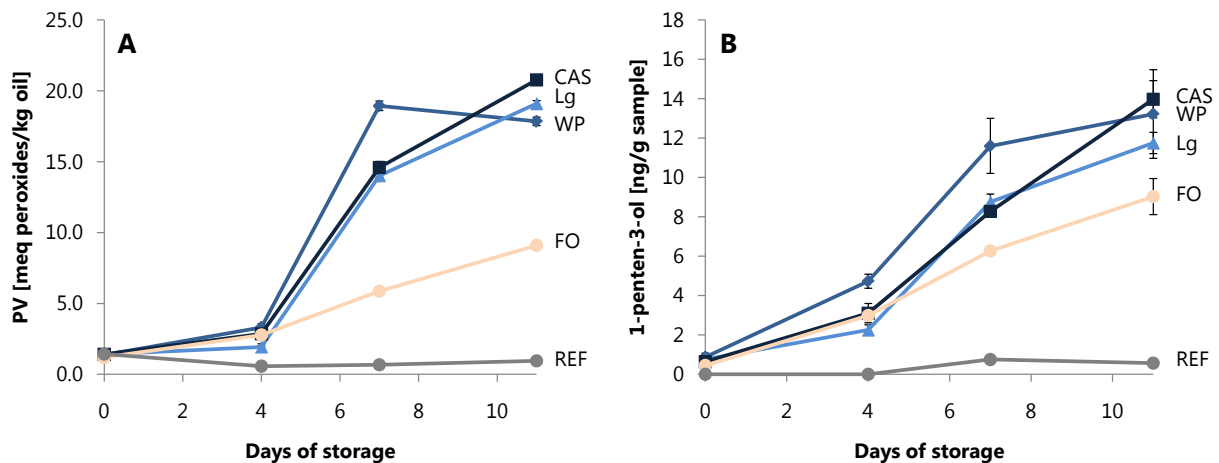 A
PV [meq peroxides/kg oil]
25.0
20.0
15.0
10.0
5.0
0.0
CAS
Lg
WP
FO
REF
0 2 4 6 8 10
Days of storage
B
1-penten-3-ol [ng/g sample]
18
16
14
12
10
8
6
4
2
0
CAS
WP
Lg
FO
REF
0 2 4 6 8 10
Days of storage